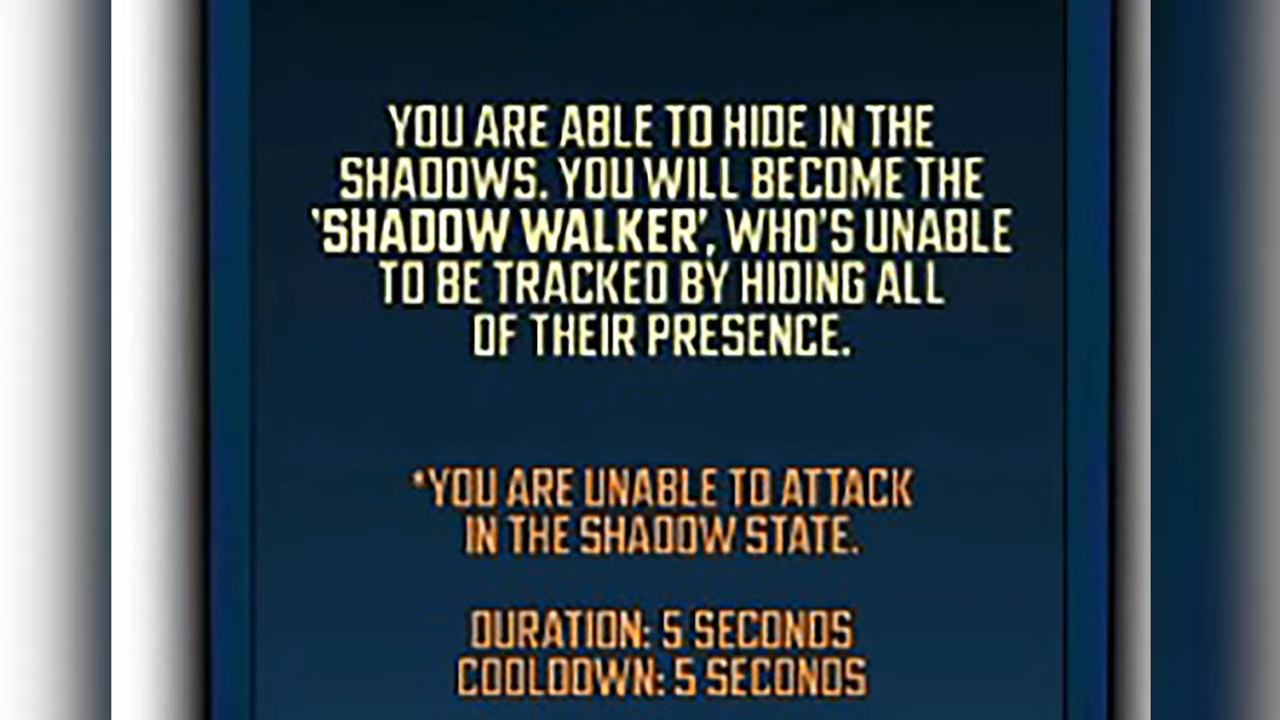 YOU ARE ABLE TO HIDE IN THE
SHADOWS. YOU WILL BECOME THE
'SHADOW WALKER', WHO'S UNABLE
TO BE TRACKED BY HIDING ALL
OF THEIR PRESENCE.
*YOU ARE UNABLE TO ATTACK
IN THE SHADOW STATE.
DURATION: 5 SECONDS
COOLDOWN: 5 SECONDS